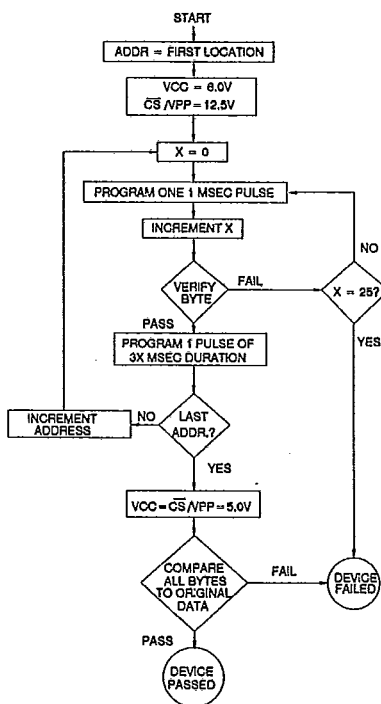 START
ADDR = FIRST LOCATION
VCC = 6.0V
C̅S̅/VPP = 12.5V
X = 0
PROGRAM ONE 1 MSEC PULSE
INCREMENT X
NO
VERIFY
BYTE
FAIL
X = 25?
PASS
YES
PROGRAM 1 PULSE OF
3X MSEC DURATION
INCREMENT
ADDRESS
NO
LAST
ADDR.?
YES
VCC = C̅S̅/VPP = 5.0V
COMPARE
ALL BYTES
TO ORIGINAL
DATA
FAIL
DEVICE
FAILED
PASS
DEVICE
PASSED